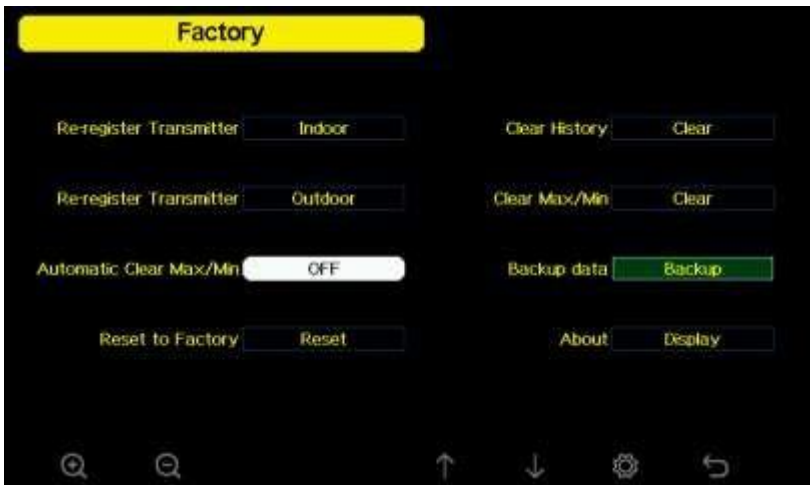 Factory
Re-register Transmitter Indoor Clear History Clear
Re-register Transmitter Outdoor Clear Max/Min Clear
Automatic Clear Max/Min OFF Backup data Backup
Reset to Factory Reset About Display